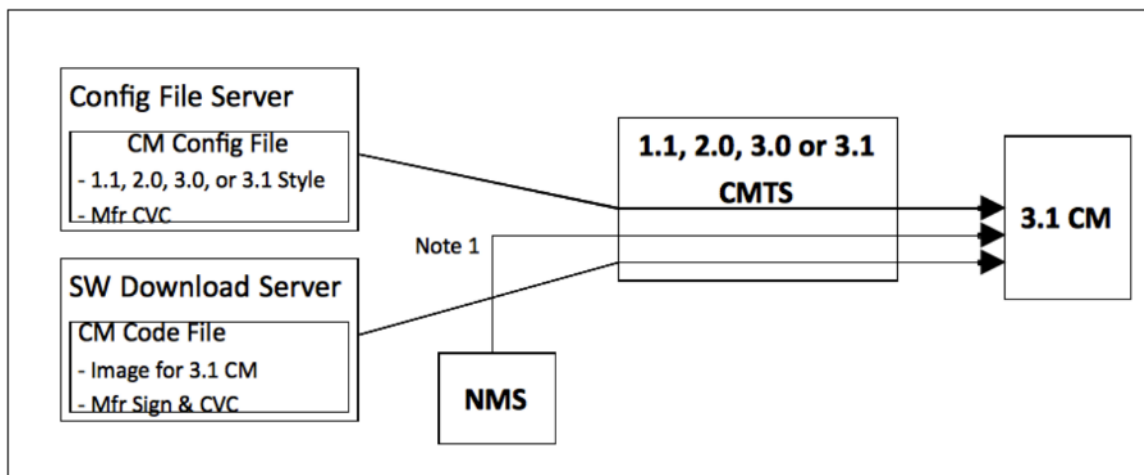 Config File Server
CM Config File
- 1.1, 2.0, 3.0, or 3.1 Style
- Mfr CVC
SW Download Server
CM Code File
- Image for 3.1 CM
- Mfr Sign & CVC
Note 1
NMS
1.1, 2.0, 3.0 or 3.1
CMTS
3.1 CM